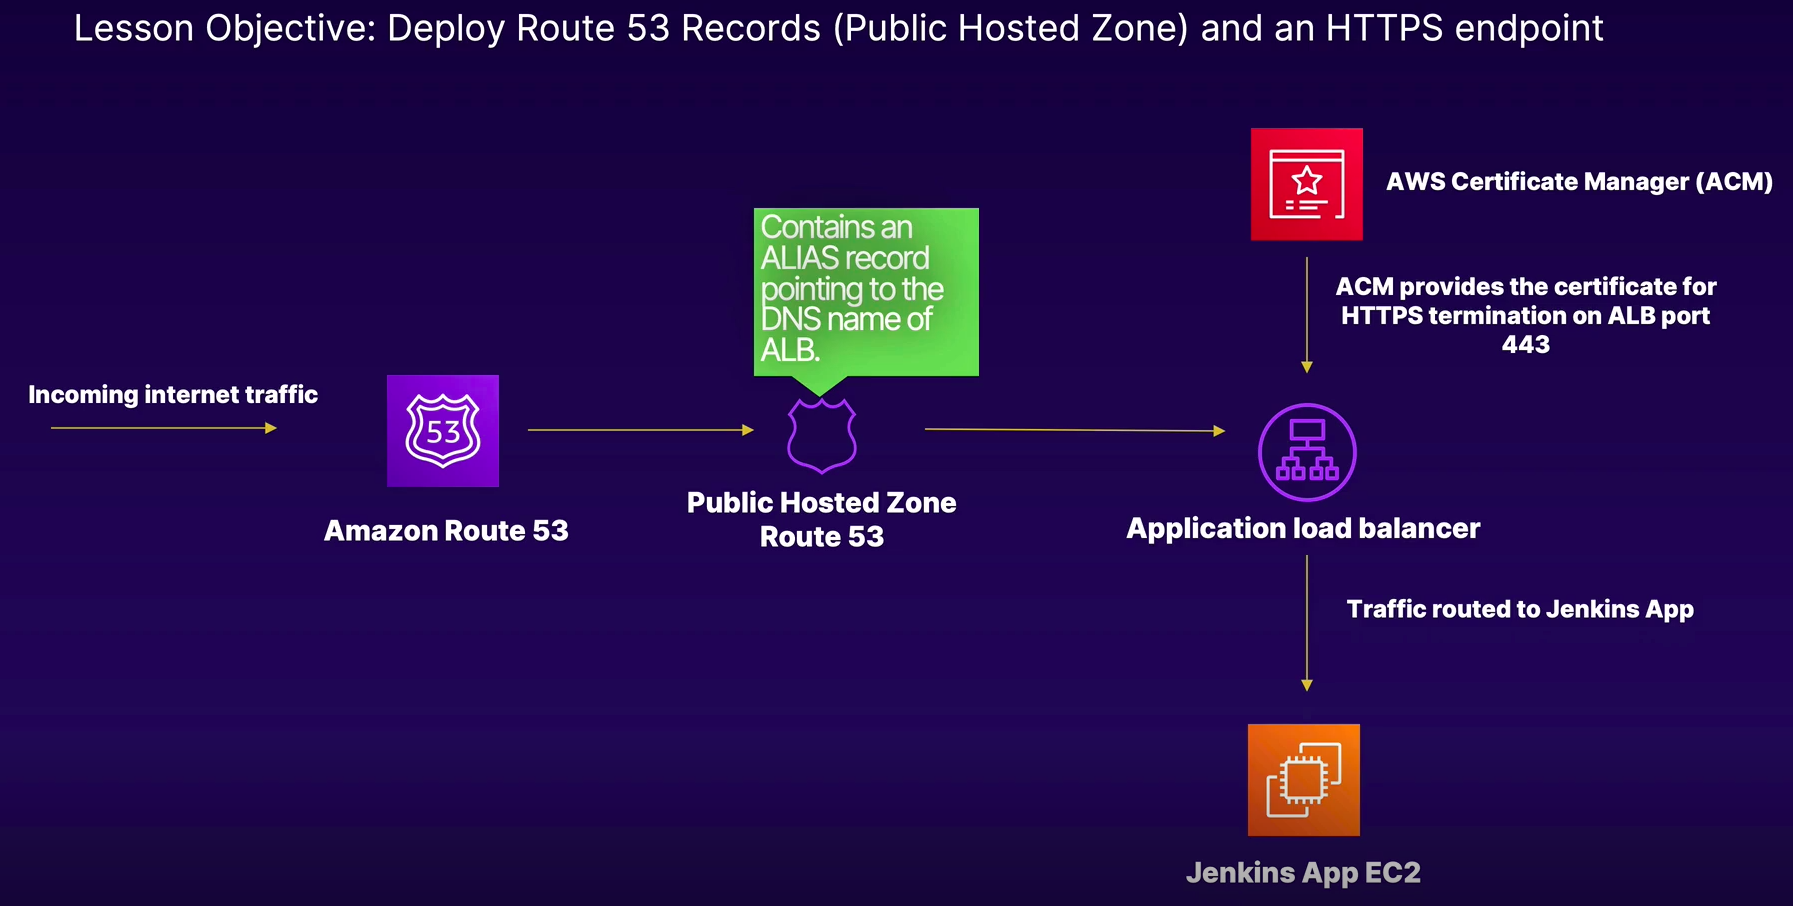 Lesson Objective: Deploy Route 53 Records (Public Hosted Zone) and an HTTPS endpoint
AWS Certificate Manager (ACM)
Contains an
ALIAS record
pointing to the
DNS name of
ALB.
ACM provides the certificate for
HTTPS termination on ALB port
443
Incoming internet traffic
53
Amazon Route 53
Public Hosted Zone
Route 53
Application load balancer
Traffic routed to Jenkins App
Jenkins App EC2